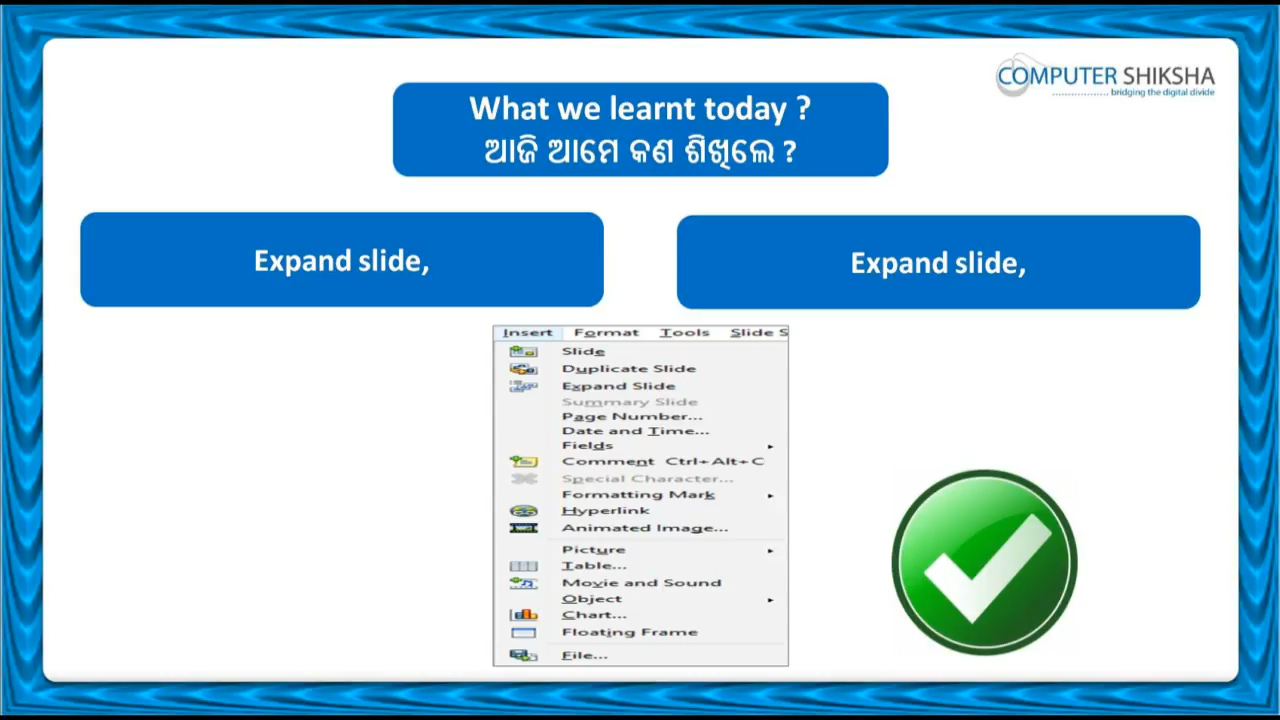 COMPUTER SHIKSHA
bridging the digital divide
What we learnt today ?
ଆଜି ଆମେ କଣ ଶିଖିଲେ ?
Expand slide,
Expand slide,
Insert Format Tools Slide S
Slide
Duplicate Slide
Expand Slide
Summary Slide
Page Number...
Date and Time...
Fields
Comment Ctrl+Alt+C
Special Character...
Formatting Mark
Hyperlink
Animated Image...
Picture
Table...
Movie and Sound
Object
Chart...
Floating Frame
File...